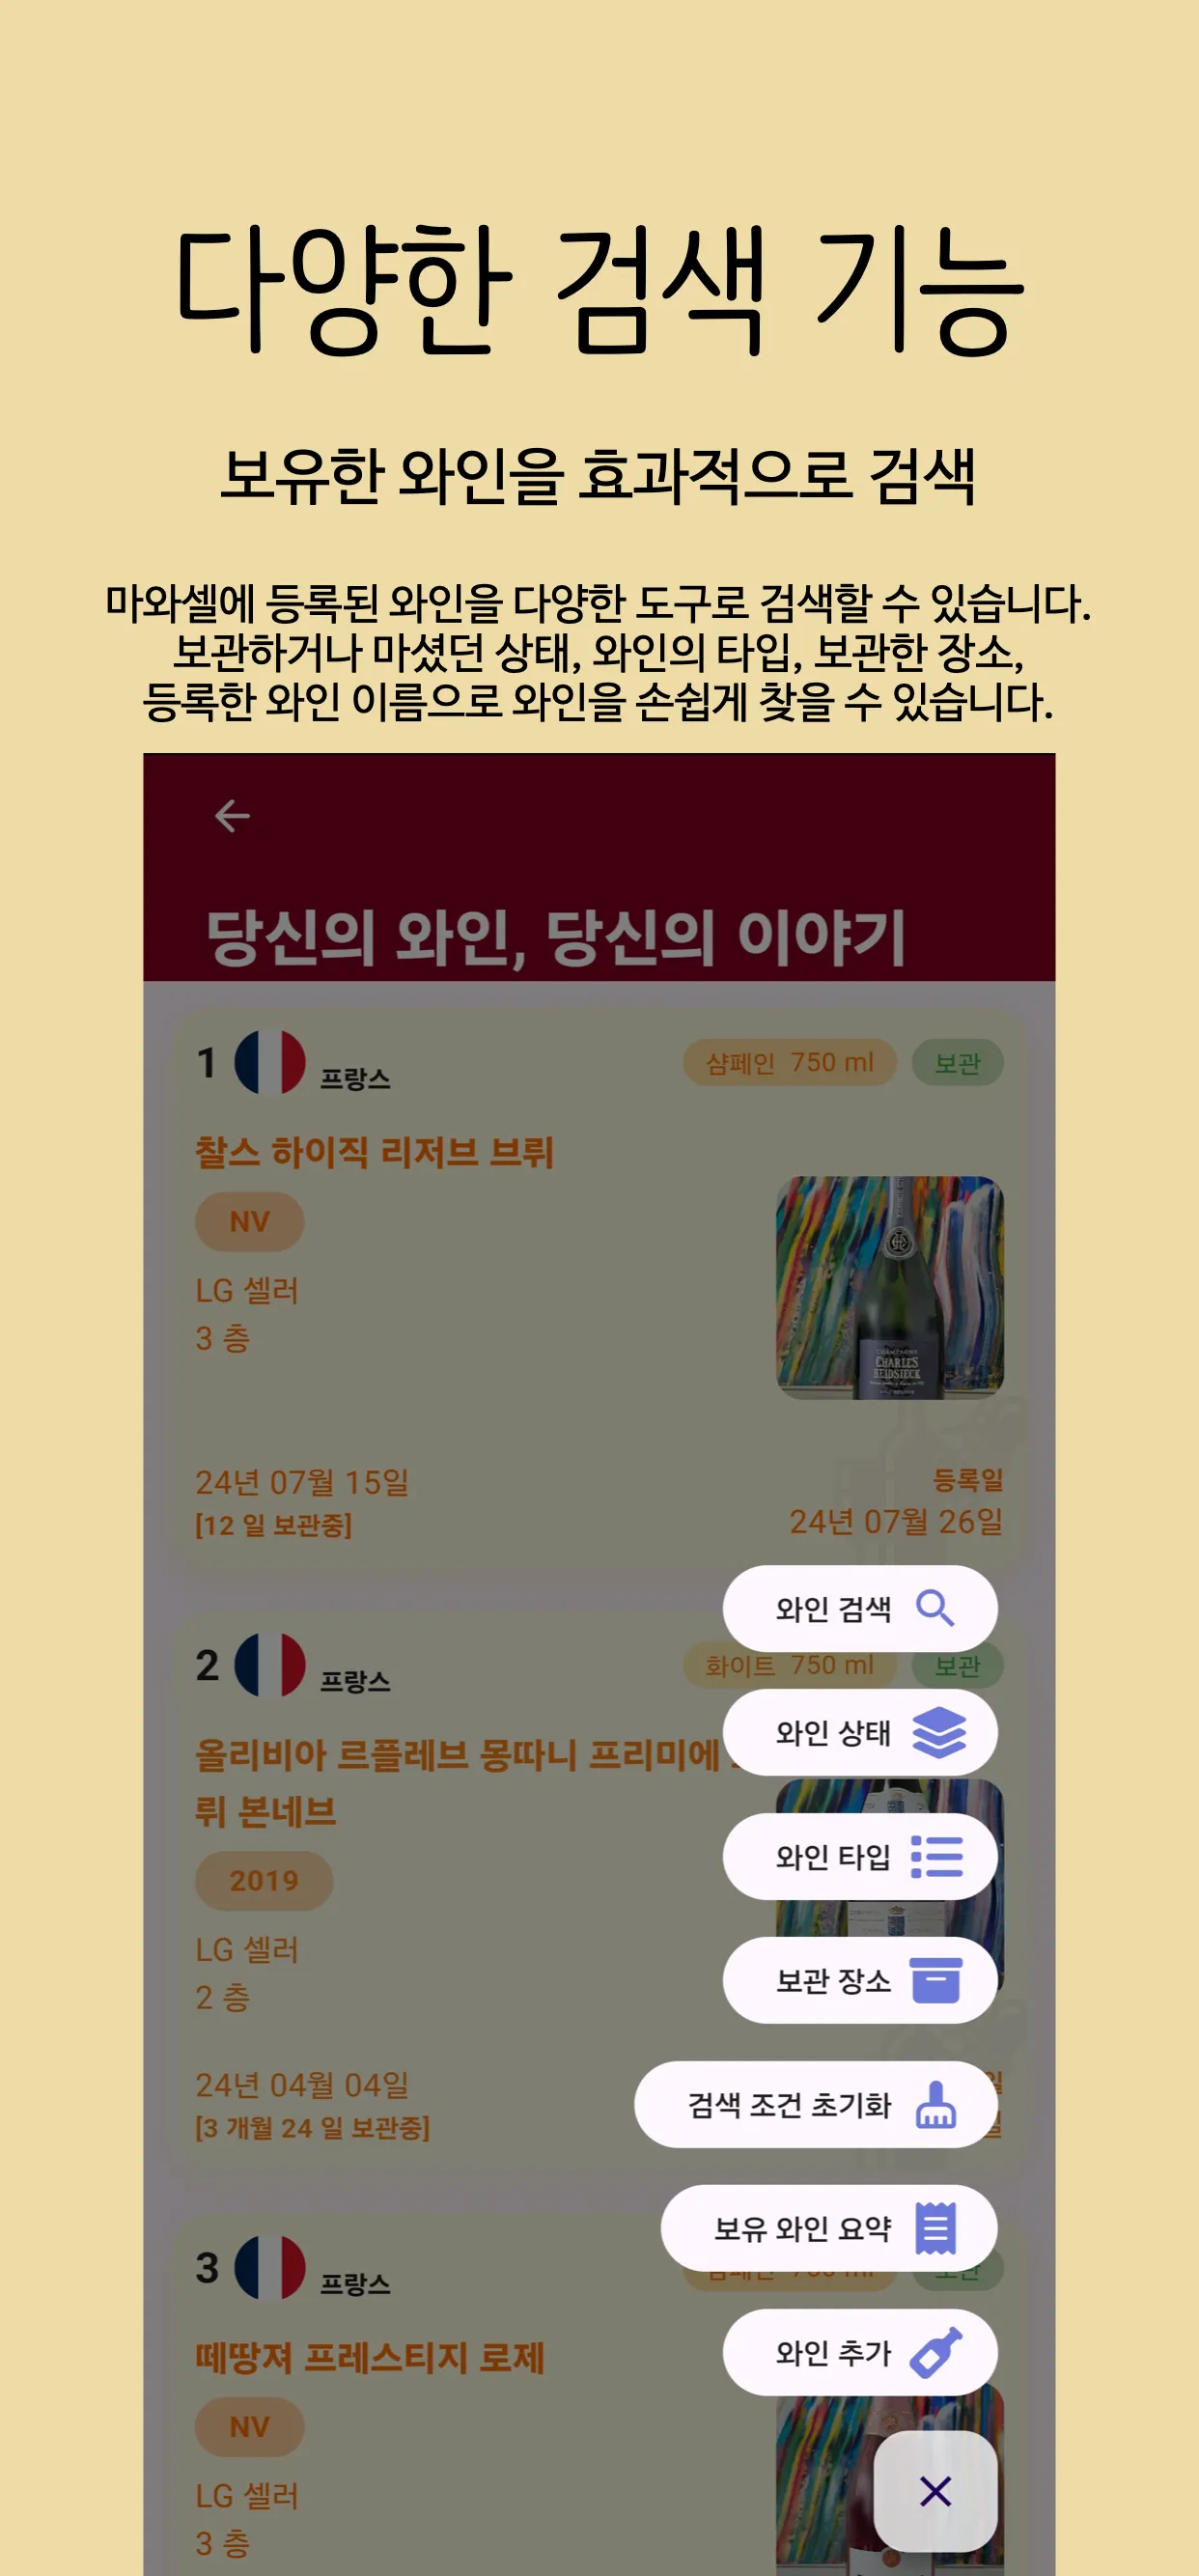 다양한 검색 기능
보유한 와인을 효과적으로 검색
마와셀에 등록된 와인을 다양한 도구로 검색할 수 있습니다.
보관하거나 마셨던 상태, 와인의 타입, 보관한 장소,
등록한 와인 이름으로 와인을 손쉽게 찾을 수 있습니다.
당신의 와인, 당신의 이야기
1 프랑스 샴페인 750 ml 보관
찰스 하이직 리저브 브뤼
NV
CHAMPAGNE
CHARLES
HEIDSIECK
LG 셀러
3 층
24년 07월 15일
[12 일 보관중]
등록일
24년 07월 26일
와인 검색
2 프랑스 화이트 750 ml 보관
와인 상태
올리비아 르플레브 몽따니 프리미에
뤼 본네브
2019
와인 타입
LG 셀러
2 층
보관 장소
24년 04월 04일
[3 개월 24 일 보관중]
검색 조건 초기화
보유 와인 요약
3 프랑스
떼땅져 프레스티지 로제
NV
와인 추가
LG 셀러
3 층